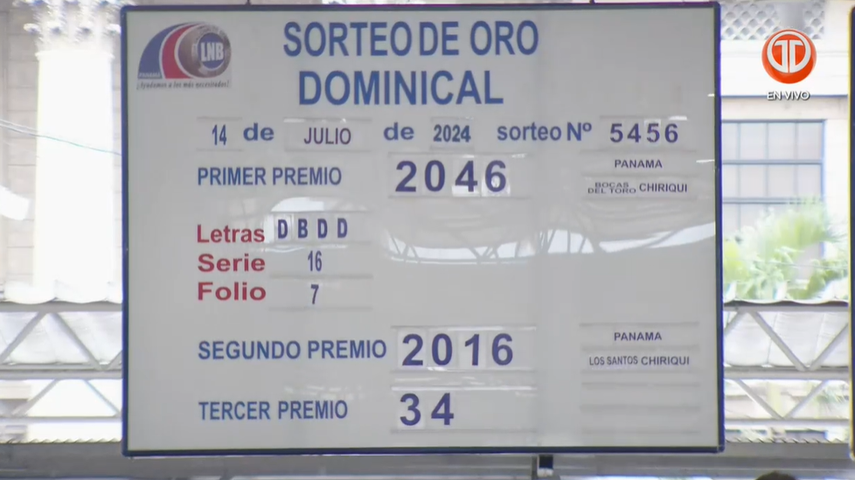 SORTEO DE ORO
DOMINICAL
LNB
PANAMA
¡Ayudamos a los más necesitados!
EN VIVO
14 de JULIO de 2024 sorteo Nº 5456
PRIMER PREMIO 2046 PANAMA
BOCAS DEL TORO CHIRIQUI
Letras D B D D
Serie 16
Folio 7
SEGUNDO PREMIO 2016 PANAMA
LOS SANTOS CHIRIQUI
TERCER PREMIO 34